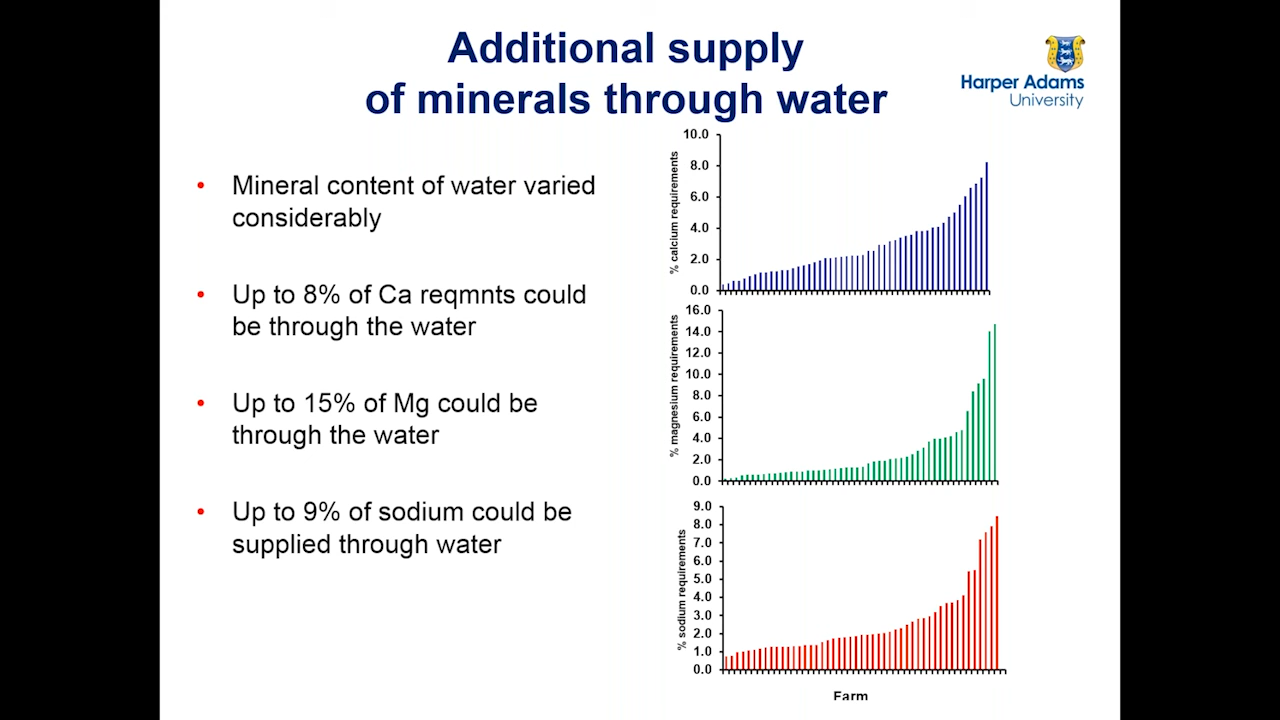 Additional supply
of minerals through water
Harper Adams
University
• Mineral content of water varied
considerably
• Up to 8% of Ca reqmnts could
be through the water
• Up to 15% of Mg could be
through the water
• Up to 9% of sodium could be
supplied through water
% calcium requirements
10.0
8.0
6.0
4.0
2.0
0.0
% magnesium requirements
16.0
14.0
12.0
10.0
8.0
6.0
4.0
2.0
0.0
% sodium requirements
9.0
8.0
7.0
6.0
5.0
4.0
3.0
2.0
1.0
0.0
Farm